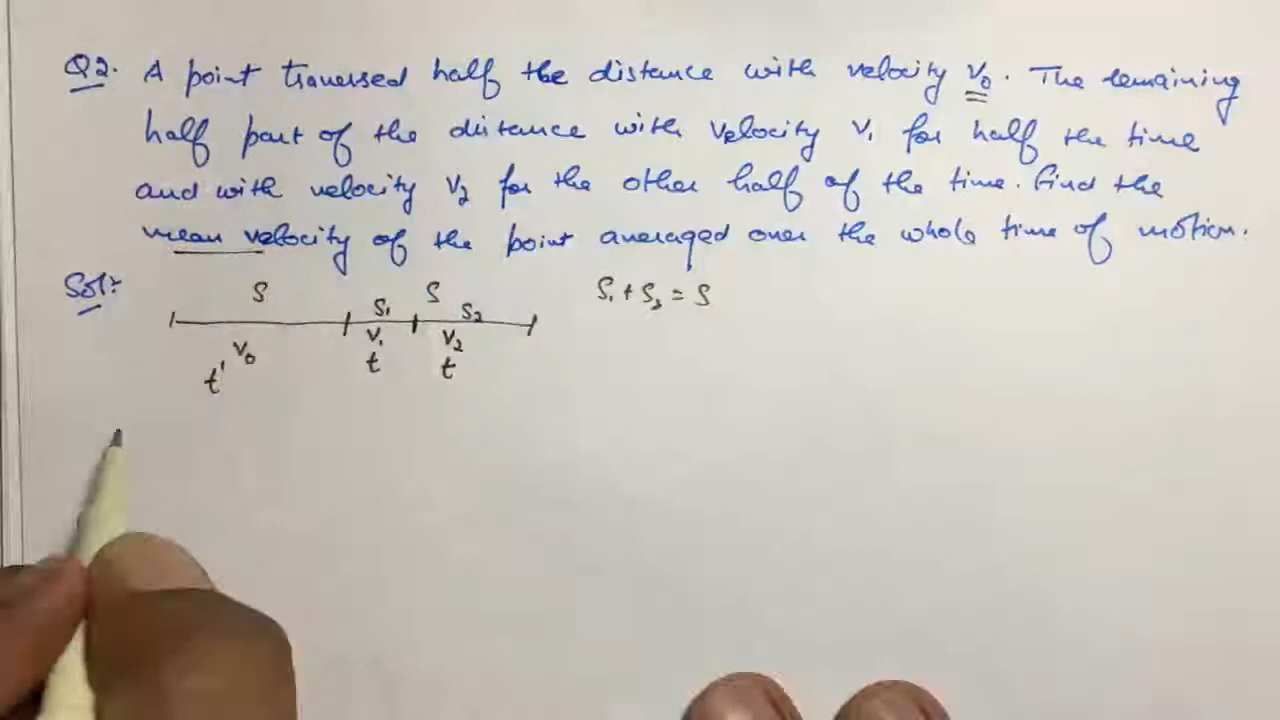 Q2. A point traversed half the distance with velocity v₀. The remaining
half part of the distance with velocity v₁ for half the time
and with velocity v₂ for the other half of the time. find the
mean velocity of the point averaged over the whole time of motion.
Sol:
S S S₁ + S₂ = S
S₁ S₂
v₀ v₁ v₂
t' t t